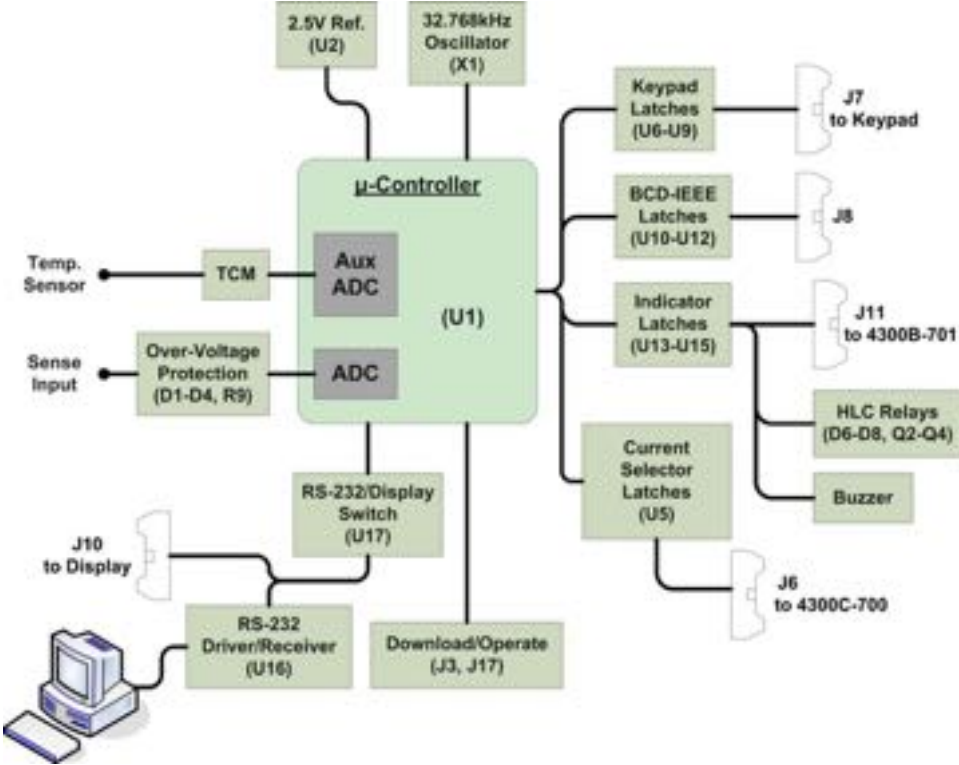 2.5V Ref.
(U2)
32.768kHz
Oscillator
(X1)
Keypad
Latches
(U6-U9)
J7
to Keypad
µ-Controller
BCD-IEEE
Latches
(U10-U12)
J8
Temp.
Sensor
TCM
Aux
ADC
(U1)
Indicator
Latches
(U13-U15)
J11
to 4300B-701
Sense
Input
Over-Voltage
Protection
(D1-D4, R9)
ADC
HLC Relays
(D6-D8, Q2-Q4)
Current
Selector
Latches
(U5)
Buzzer
RS-232/Display
Switch
(U17)
J10
to Display
J6
to 4300C-700
RS-232
Driver/Receiver
(U16)
Download/Operate
(J3, J17)